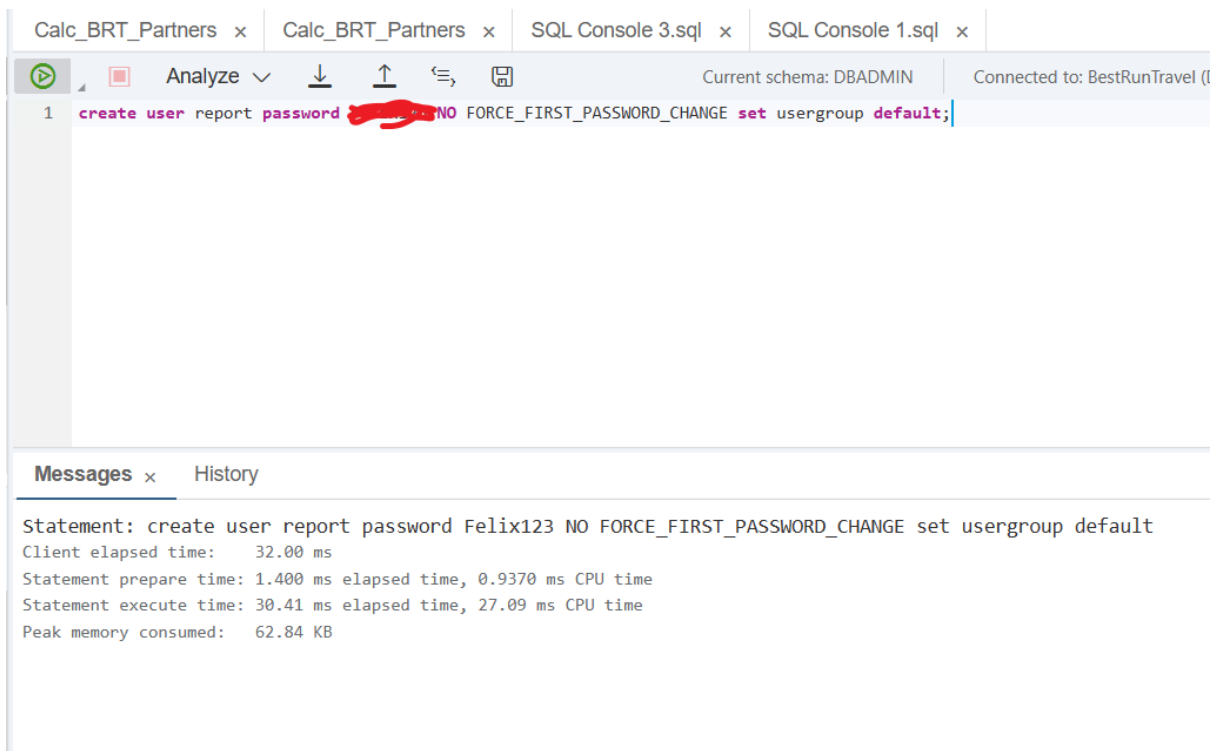 Calc_BRT_Partners × Calc_BRT_Partners × SQL Console 3.sql × SQL Console 1.sql ×
Analyze Current schema: DBADMIN Connected to: BestRunTravel (
1 create user report password NO FORCE_FIRST_PASSWORD_CHANGE set usergroup default;
Messages × History
Statement: create user report password Felix123 NO FORCE_FIRST_PASSWORD_CHANGE set usergroup default
Client elapsed time: 32.00 ms
Statement prepare time: 1.400 ms elapsed time, 0.9370 ms CPU time
Statement execute time: 30.41 ms elapsed time, 27.09 ms CPU time
Peak memory consumed: 62.84 KB